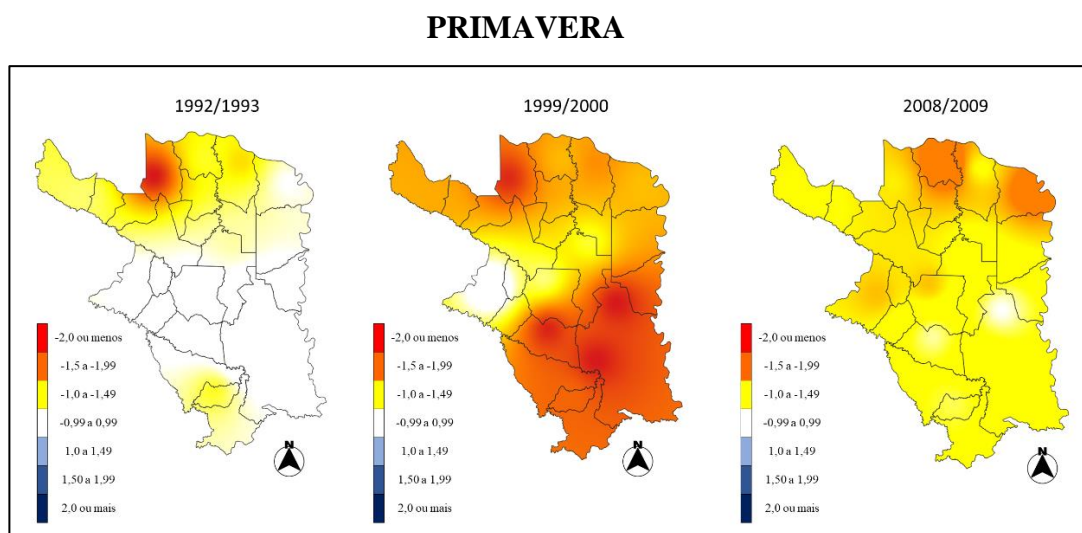 PRIMAVERA
1992/1993
1999/2000
2008/2009
-2,0 ou menos
-1,5 a -1,99
-1,0 a -1,49
-0,99 a 0,99
1,0 a 1,49
1,50 a 1,99
2,0 ou mais
N
-2,0 ou menos
-1,5 a -1,99
-1,0 a -1,49
-0,99 a 0,99
1,0 a 1,49
1,50 a 1,99
2,0 ou mais
N
-2,0 ou menos
-1,5 a -1,99
-1,0 a -1,49
-0,99 a 0,99
1,0 a 1,49
1,50 a 1,99
2,0 ou mais
N